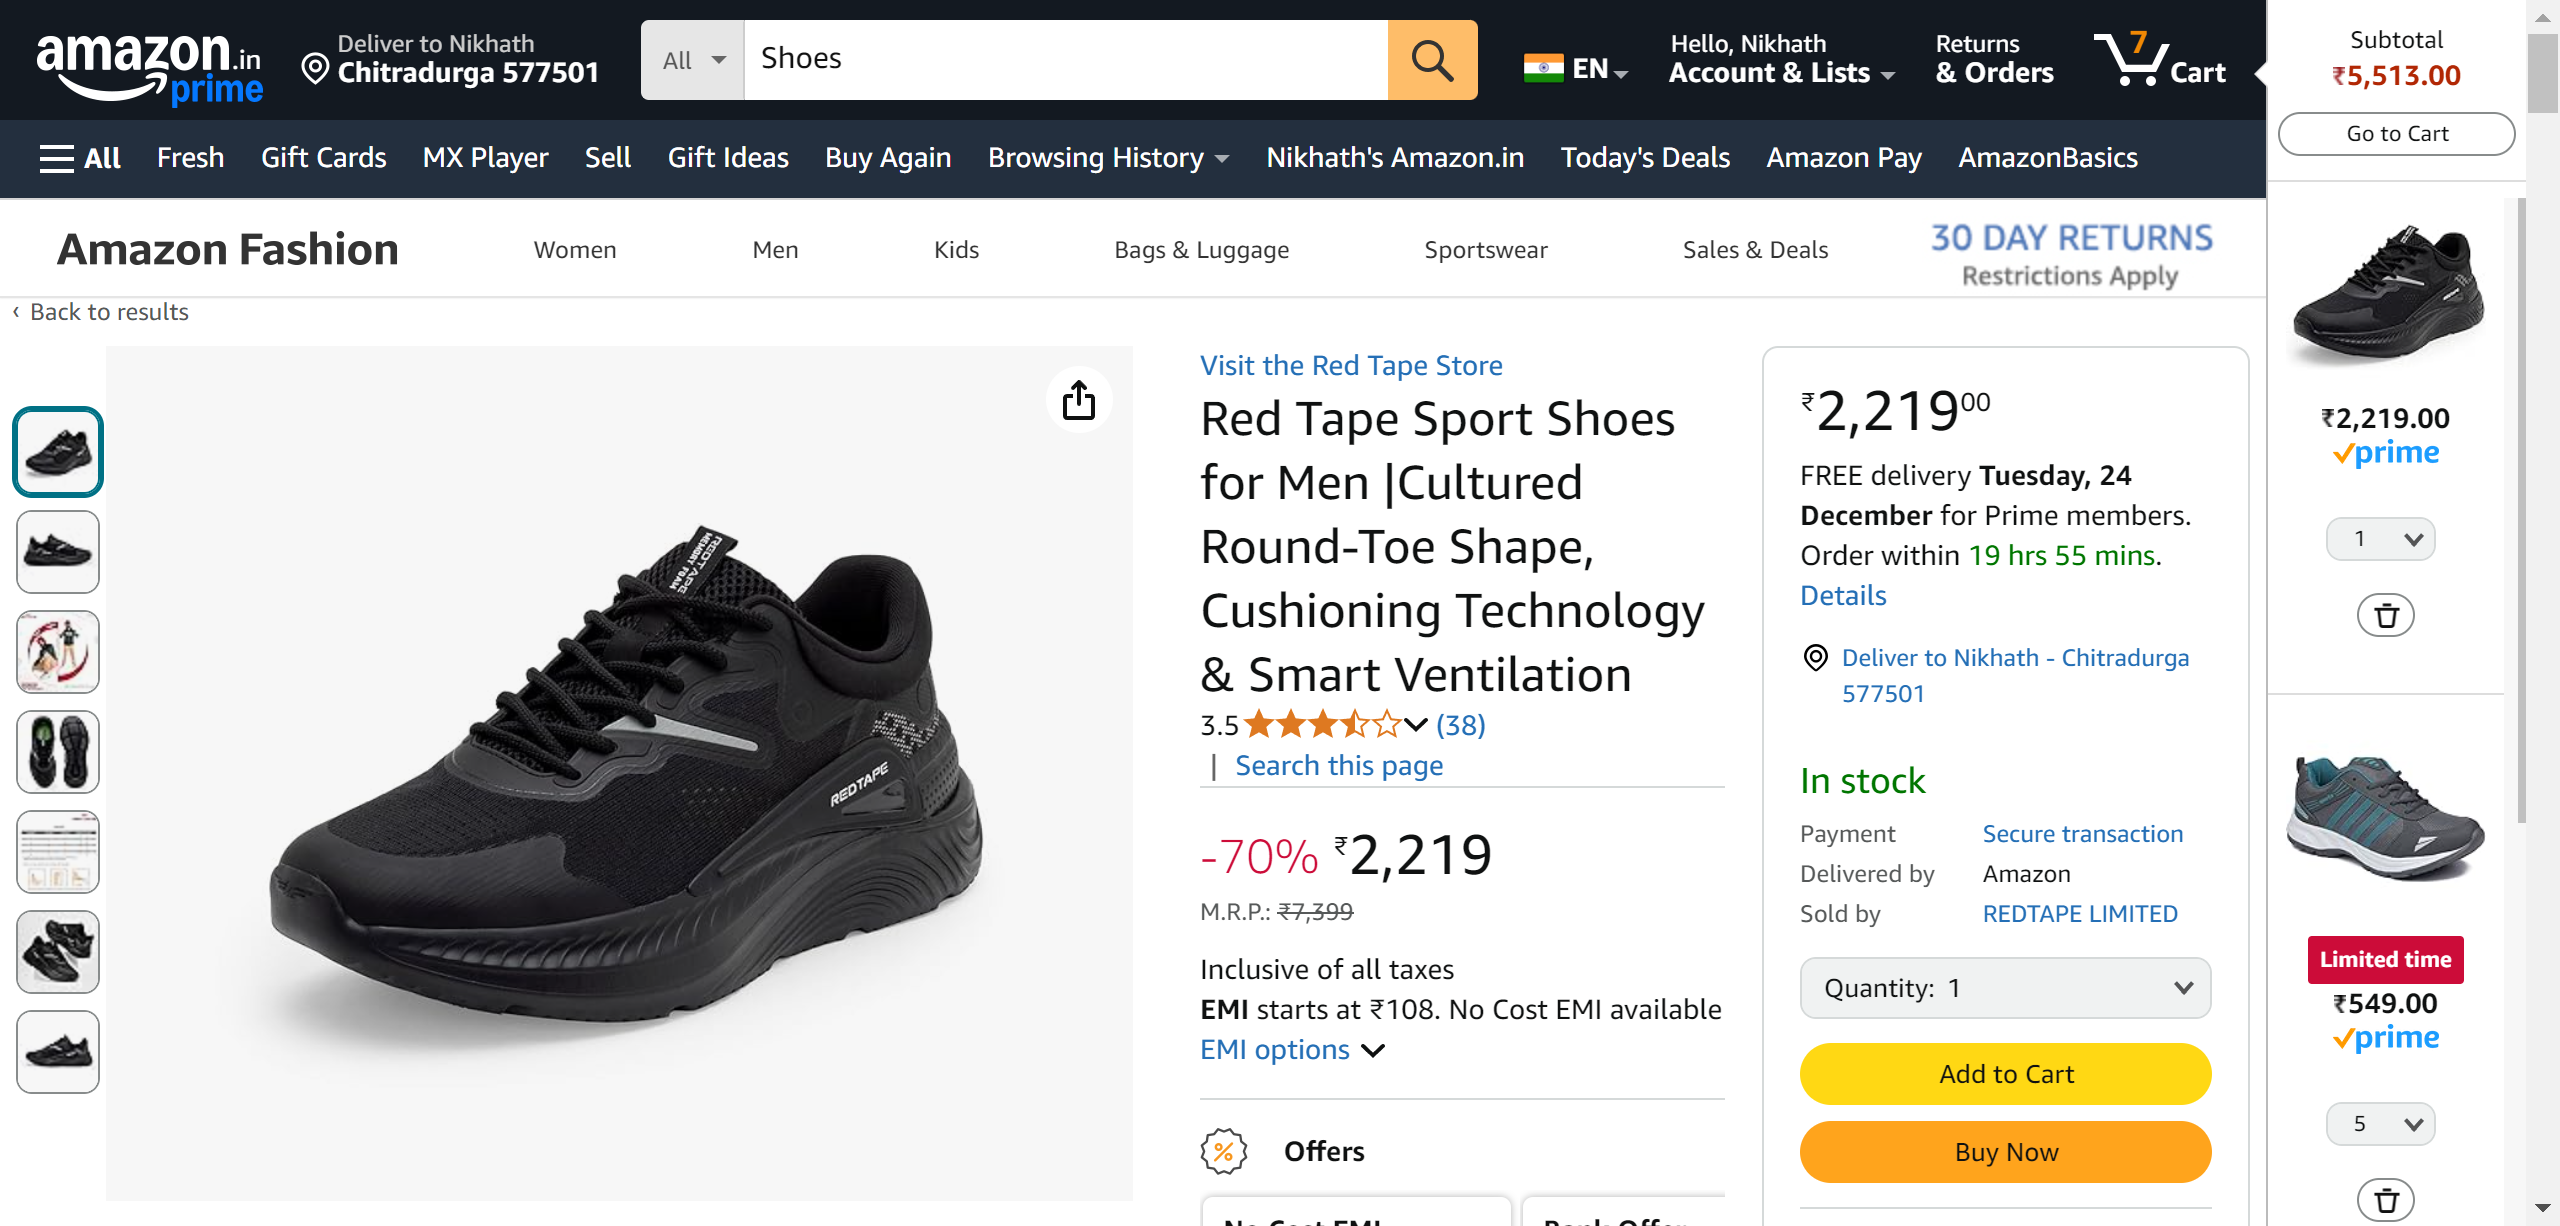 amazon.in
prime
Deliver to Nikhath
Chitradurga 577501
All
Shoes
EN
Hello, Nikhath
Account & Lists
Returns
& Orders
7
Cart
Subtotal
₹5,513.00
Go to Cart
All
Fresh
Gift Cards
MX Player
Sell
Gift Ideas
Buy Again
Browsing History
Nikhath's Amazon.in
Today's Deals
Amazon Pay
AmazonBasics
Amazon Fashion
Women
Men
Kids
Bags & Luggage
Sportswear
Sales & Deals
30 DAY RETURNS
Restrictions Apply
‹ Back to results
REDTAPE
MEMORY FOAM
REDTAPE
Visit the Red Tape Store
Red Tape Sport Shoes
for Men |Cultured
Round-Toe Shape,
Cushioning Technology
& Smart Ventilation
3.5
(38)
| Search this page
-70% ₹2,219
M.R.P.: ₹7,399
Inclusive of all taxes
EMI starts at ₹108. No Cost EMI available
EMI options
% Offers
No Cost EMI
Bank Offer
₹2,21900
FREE delivery Tuesday, 24
December for Prime members.
Order within 19 hrs 55 mins.
Details
Deliver to Nikhath - Chitradurga
577501
In stock
Payment Secure transaction
Delivered by Amazon
Sold by REDTAPE LIMITED
Quantity: 1
Add to Cart
Buy Now
₹2,219.00
prime
1
Limited time
₹549.00
prime
5